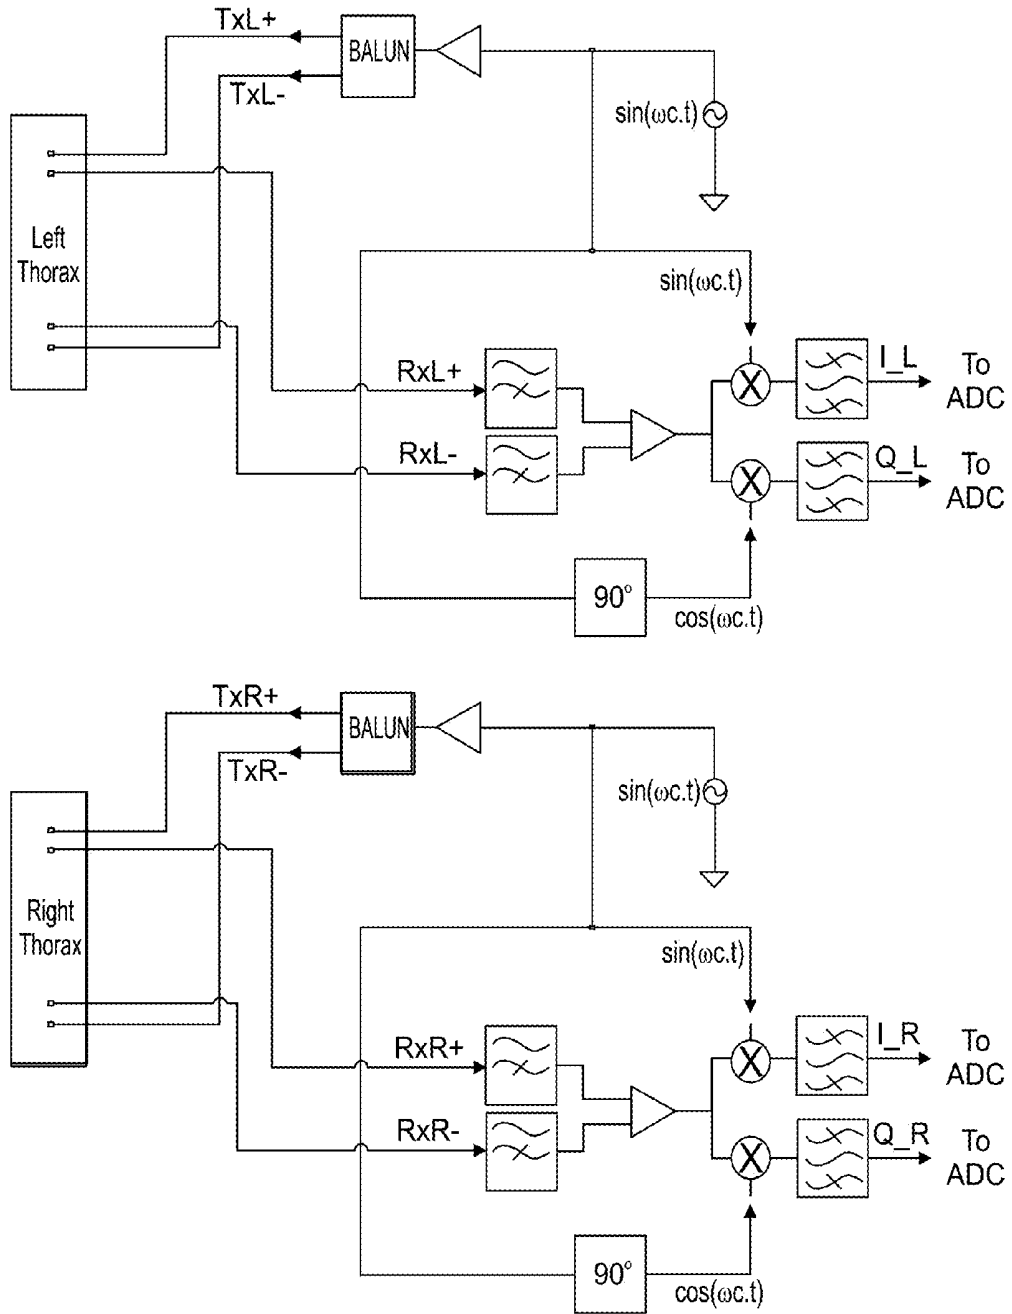 TxL+
BALUN
TxL-
sin(ωc.t)
Left
Thorax
sin(ωc.t)
RxL+
I_L
To
ADC
RxL-
Q_L
To
ADC
90°
cos(ωc.t)
TxR+
BALUN
TxR-
sin(ωc.t)
Right
Thorax
sin(ωc.t)
RxR+
I_R
To
ADC
RxR-
Q_R
To
ADC
90°
cos(ωc.t)